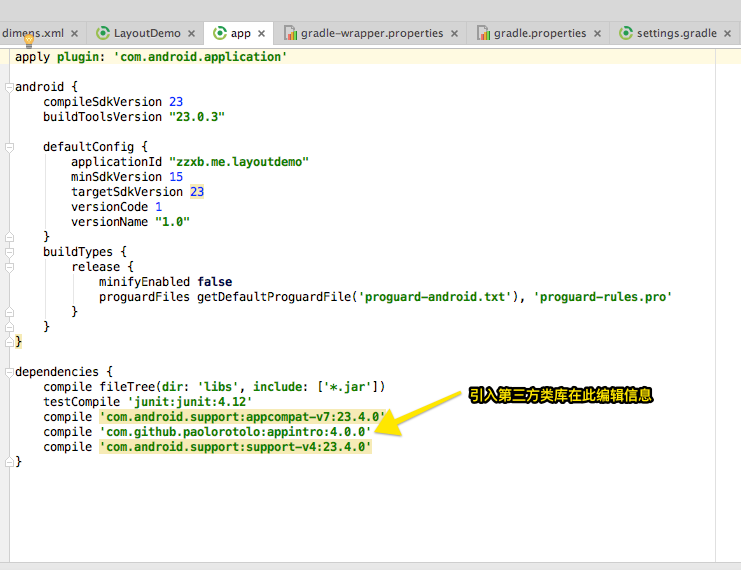 dimens.xml LayoutDemo app gradle-wrapper.properties gradle.properties settings.gradle
apply plugin: 'com.android.application'
android {
compileSdkVersion 23
buildToolsVersion "23.0.3"
defaultConfig {
applicationId "zzxb.me.layoutdemo"
minSdkVersion 15
targetSdkVersion 23
versionCode 1
versionName "1.0"
}
buildTypes {
release {
minifyEnabled false
proguardFiles getDefaultProguardFile('proguard-android.txt'), 'proguard-rules.pro'
}
}
}
dependencies {
compile fileTree(dir: 'libs', include: ['*.jar'])
testCompile 'junit:junit:4.12'
compile 'com.android.support:appcompat-v7:23.4.0'
compile 'com.github.paolorotolo:appintro:4.0.0'
compile 'com.android.support:support-v4:23.4.0'
}
引入第三方类库在此编辑信息